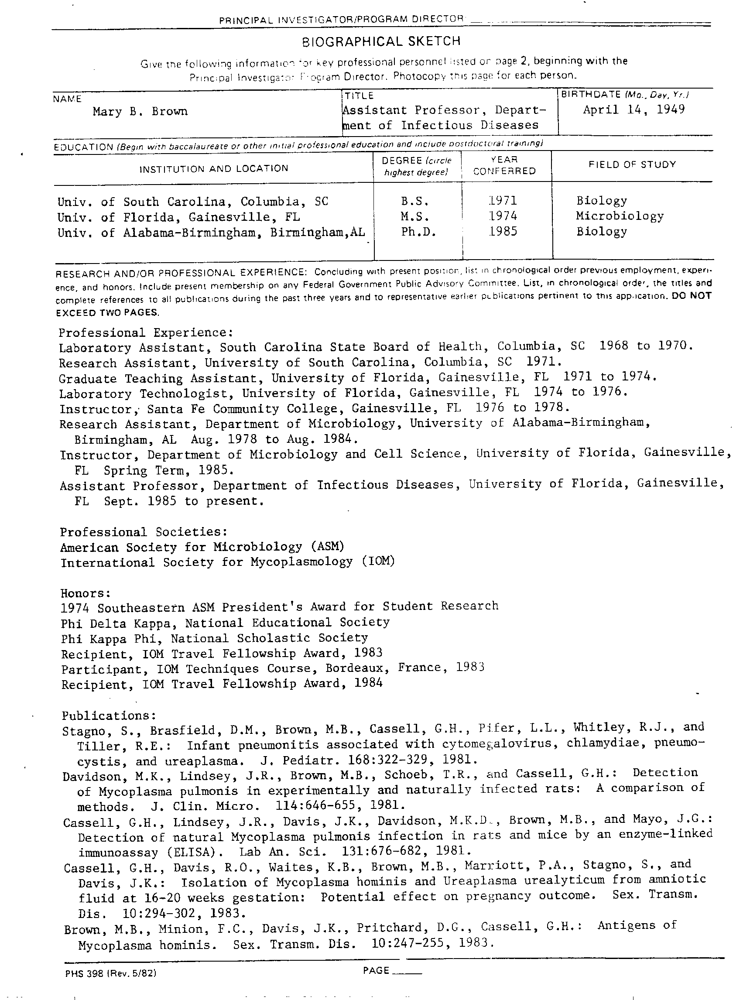 PRINCIPAL INVESTIGATOR/PROGRAM DIRECTOR
BIOGRAPHICAL SKETCH
Give the following information for key professional personnel listed on page 2, beginning with the
Principal Investigator/Program Director. Photocopy this page for each person.
NAME
TITLE
BIRTHDATE (Mo., Day, Yr.)
Mary B. Brown
Assistant Professor, Depart-
ment of Infectious Diseases
April 14, 1949
EDUCATION (Begin with baccalaureate or other initial professional education and include postdoctoral training)
INSTITUTION AND LOCATION
DEGREE (circle highest degree)
YEAR CONFERRED
FIELD OF STUDY
Univ. of South Carolina, Columbia, SC B.S. 1971 Biology
Univ. of Florida, Gainesville, FL M.S. 1974 Microbiology
Univ. of Alabama-Birmingham, Birmingham,AL Ph.D. 1985 Biology
RESEARCH AND/OR PROFESSIONAL EXPERIENCE: Concluding with present position, list in chronological order previous employment, experi-
ence, and honors. Include present membership on any Federal Government Public Advisory Committee. List, in chronological order, the titles and
complete references to all publications during the past three years and to representative earlier publications pertinent to this application. DO NOT
EXCEED TWO PAGES.
Professional Experience:
Laboratory Assistant, South Carolina State Board of Health, Columbia, SC 1968 to 1970.
Research Assistant, University of South Carolina, Columbia, SC 1971.
Graduate Teaching Assistant, University of Florida, Gainesville, FL 1971 to 1974.
Laboratory Technologist, University of Florida, Gainesville, FL 1974 to 1976.
Instructor, Santa Fe Community College, Gainesville, FL 1976 to 1978.
Research Assistant, Department of Microbiology, University of Alabama-Birmingham,
Birmingham, AL Aug. 1978 to Aug. 1984.
Instructor, Department of Microbiology and Cell Science, University of Florida, Gainesville,
FL Spring Term, 1985.
Assistant Professor, Department of Infectious Diseases, University of Florida, Gainesville,
FL Sept. 1985 to present.
Professional Societies:
American Society for Microbiology (ASM)
International Society for Mycoplasmology (IOM)
Honors:
1974 Southeastern ASM President's Award for Student Research
Phi Delta Kappa, National Educational Society
Phi Kappa Phi, National Scholastic Society
Recipient, IOM Travel Fellowship Award, 1983
Participant, IOM Techniques Course, Bordeaux, France, 1983
Recipient, IOM Travel Fellowship Award, 1984
Publications:
Stagno, S., Brasfield, D.M., Brown, M.B., Cassell, G.H., Pifer, L.L., Whitley, R.J., and
Tiller, R.E.: Infant pneumonitis associated with cytomegalovirus, chlamydiae, pneumo-
cystis, and ureaplasma. J. Pediatr. 168:322-329, 1981.
Davidson, M.K., Lindsey, J.R., Brown, M.B., Schoeb, T.R., and Cassell, G.H.: Detection
of Mycoplasma pulmonis in experimentally and naturally infected rats: A comparison of
methods. J. Clin. Micro. 114:646-655, 1981.
Cassell, G.H., Lindsey, J.R., Davis, J.K., Davidson, M.K.D., Brown, M.B., and Mayo, J.G.:
Detection of natural Mycoplasma pulmonis infection in rats and mice by an enzyme-linked
immunoassay (ELISA). Lab An. Sci. 131:676-682, 1981.
Cassell, G.H., Davis, R.O., Waites, K.B., Brown, M.B., Marriott, P.A., Stagno, S., and
Davis, J.K.: Isolation of Mycoplasma hominis and Ureaplasma urealyticum from amniotic
fluid at 16-20 weeks gestation: Potential effect on pregnancy outcome. Sex. Transm.
Dis. 10:294-302, 1983.
Brown, M.B., Minion, F.C., Davis, J.K., Pritchard, D.G., Cassell, G.H.: Antigens of
Mycoplasma hominis. Sex. Transm. Dis. 10:247-255, 1983.
PHS 398 (Rev. 5/82)
PAGE